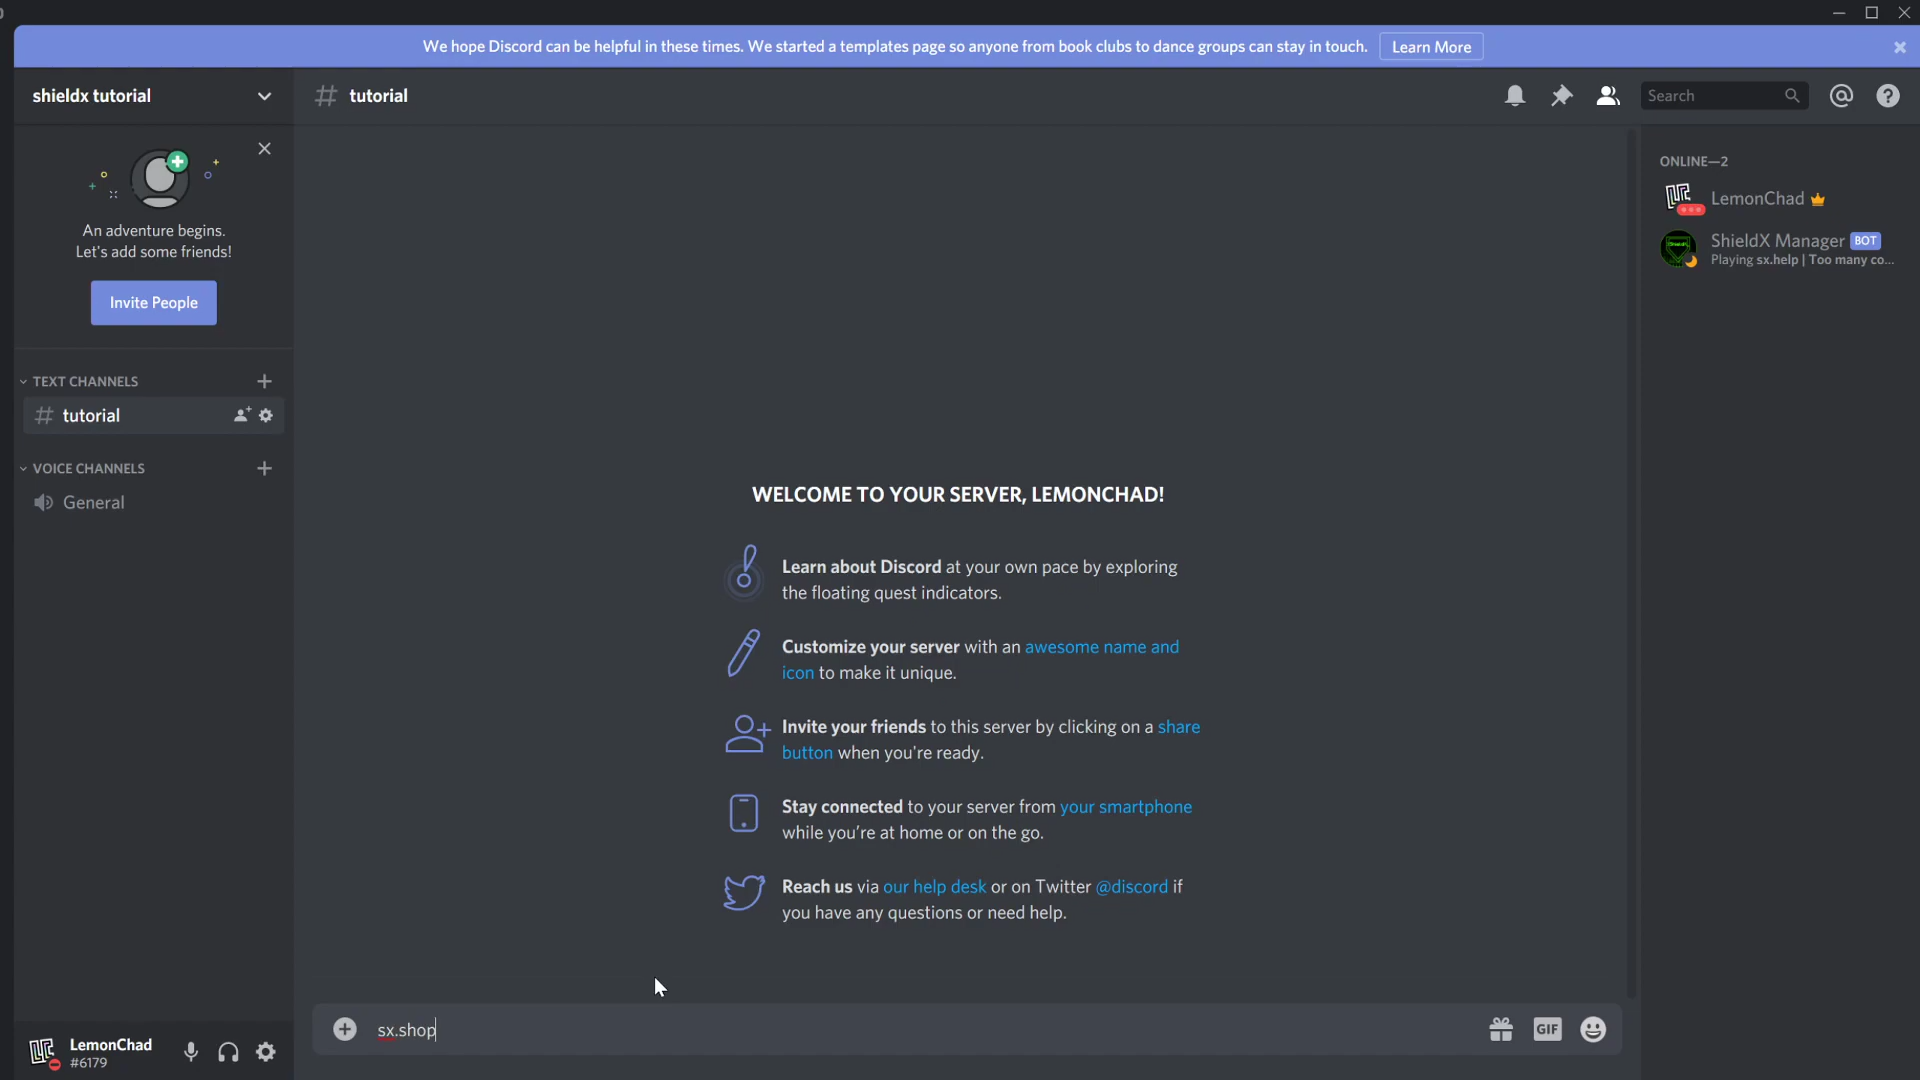 We hope Discord can be helpful in these times. We started a templates page so anyone from book clubs to dance groups can stay in touch. Learn More
shieldx tutorial
tutorial
Search
An adventure begins.
Let's add some friends!
Invite People
TEXT CHANNELS
tutorial
VOICE CHANNELS
General
WELCOME TO YOUR SERVER, LEMONCHAD!
Learn about Discord at your own pace by exploring
the floating quest indicators.
Customize your server with an awesome name and
icon to make it unique.
Invite your friends to this server by clicking on a share
button when you're ready.
Stay connected to your server from your smartphone
while you're at home or on the go.
Reach us via our help desk or on Twitter @discord if
you have any questions or need help.
sx.shop
GIF
ONLINE—2
LemonChad
ShieldX Manager BOT
Playing sx.help | Too many co...
LemonChad
#6179